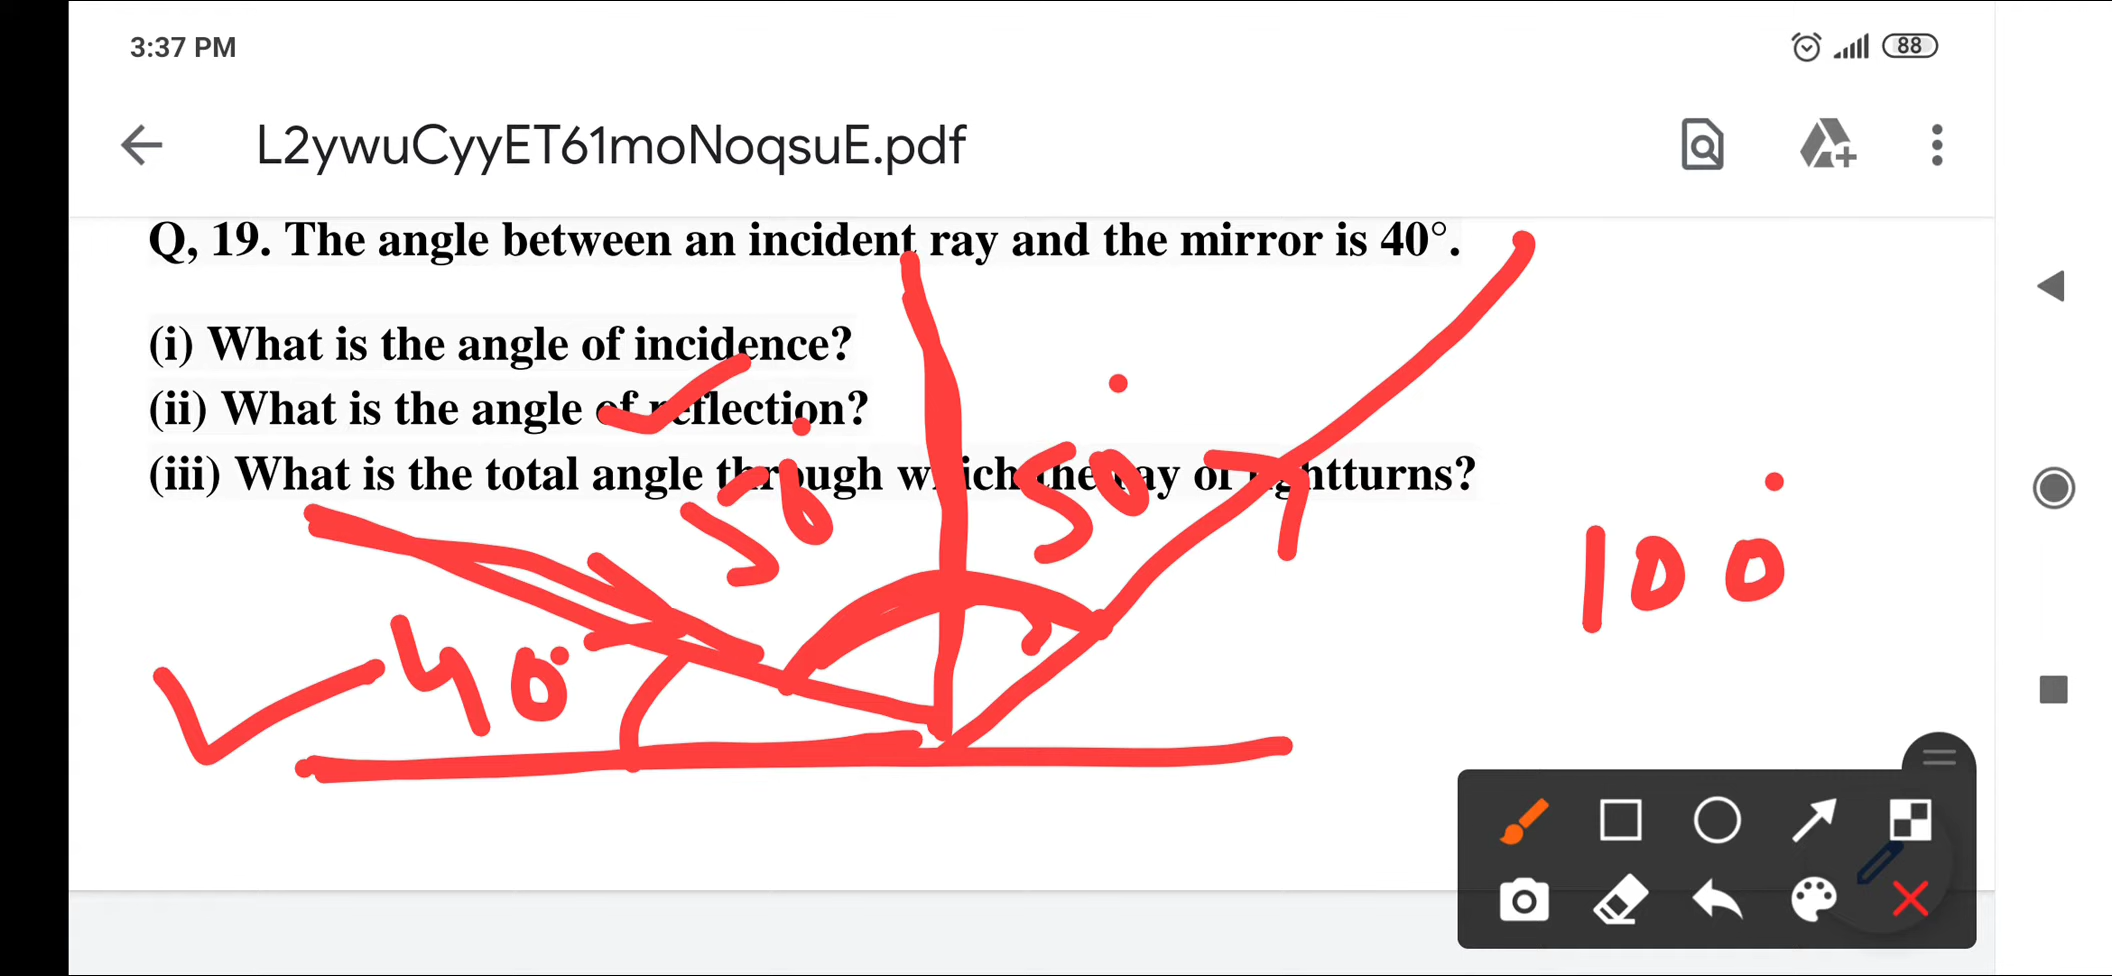 3:37 PM
88
L2ywuCyyET61moNoqsuE.pdf
Q, 19. The angle between an incident ray and the mirror is 40°.
(i) What is the angle of incidence?
(ii) What is the angle of reflection?
(iii) What is the total angle through which the ray of lightturns?
50°
50°
100°
40°